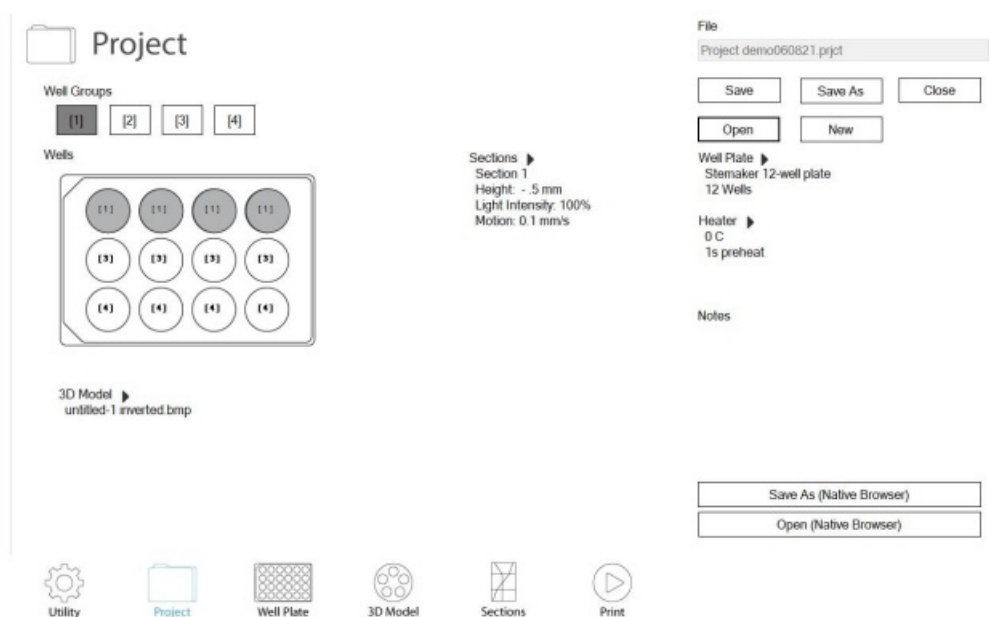 Project
Well Groups
[1] [2] [3] [4]
Wells
[1] [1] [1] [1]
[3] [3] [3] [3]
[4] [4] [4] [4]
3D Model
untitled-1 inverted.bmp
Sections
Section 1
Height: - .5 mm
Light Intensity: 100%
Motion: 0.1 mm/s
File
Project demo060821.prjct
Save Save As Close
Open New
Well Plate
Stemaker 12-well plate
12 Wells
Heater
0 C
1s preheat
Notes
Save As (Native Browser)
Open (Native Browser)
Utility Project Well Plate 3D Model Sections Print